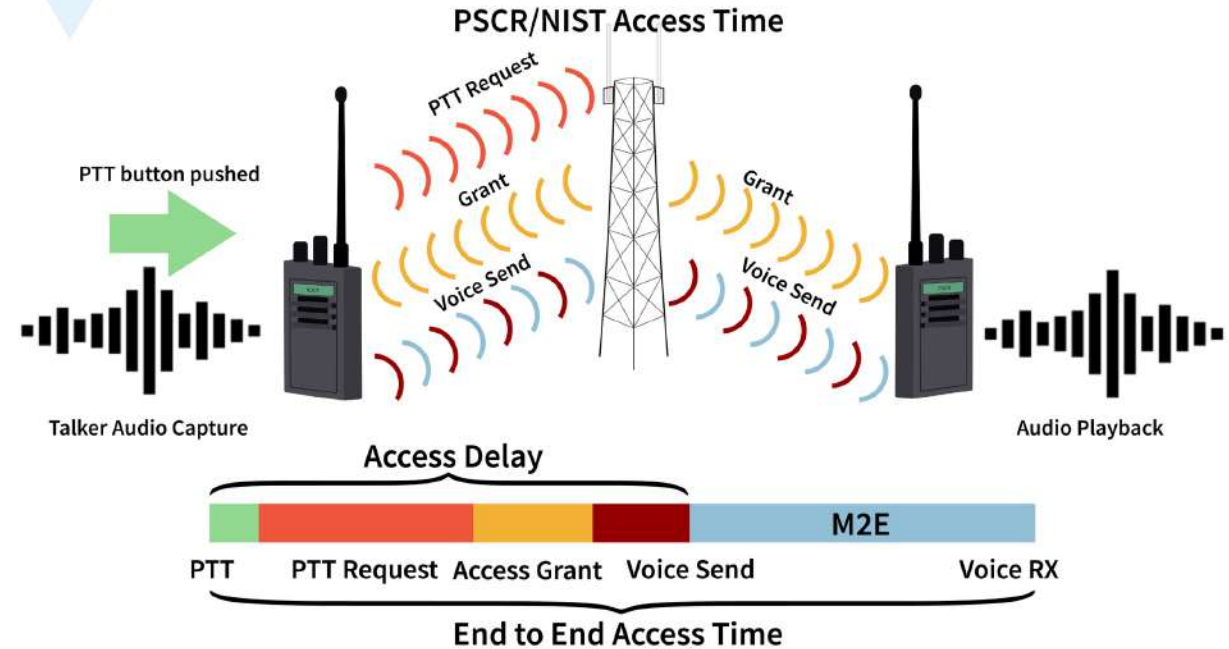 PSCR/NIST Access Time
PTT Request
PTT button pushed
Grant
Grant
Voice Send
Voice Send
Talker Audio Capture
Audio Playback
Access Delay
M2E
PTT
PTT Request
Access Grant
Voice Send
Voice RX
End to End Access Time